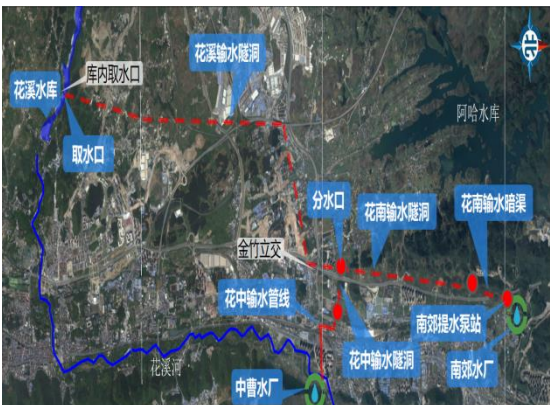 花溪输水隧洞
库内取水口
花溪水库
阿哈水库
取水口
分水口
花南输水隧洞
花南输水暗渠
金竹立交
花中输水管线
南郊提水泵站
花溪河
花中输水隧洞
南郊水厂
中曹水厂